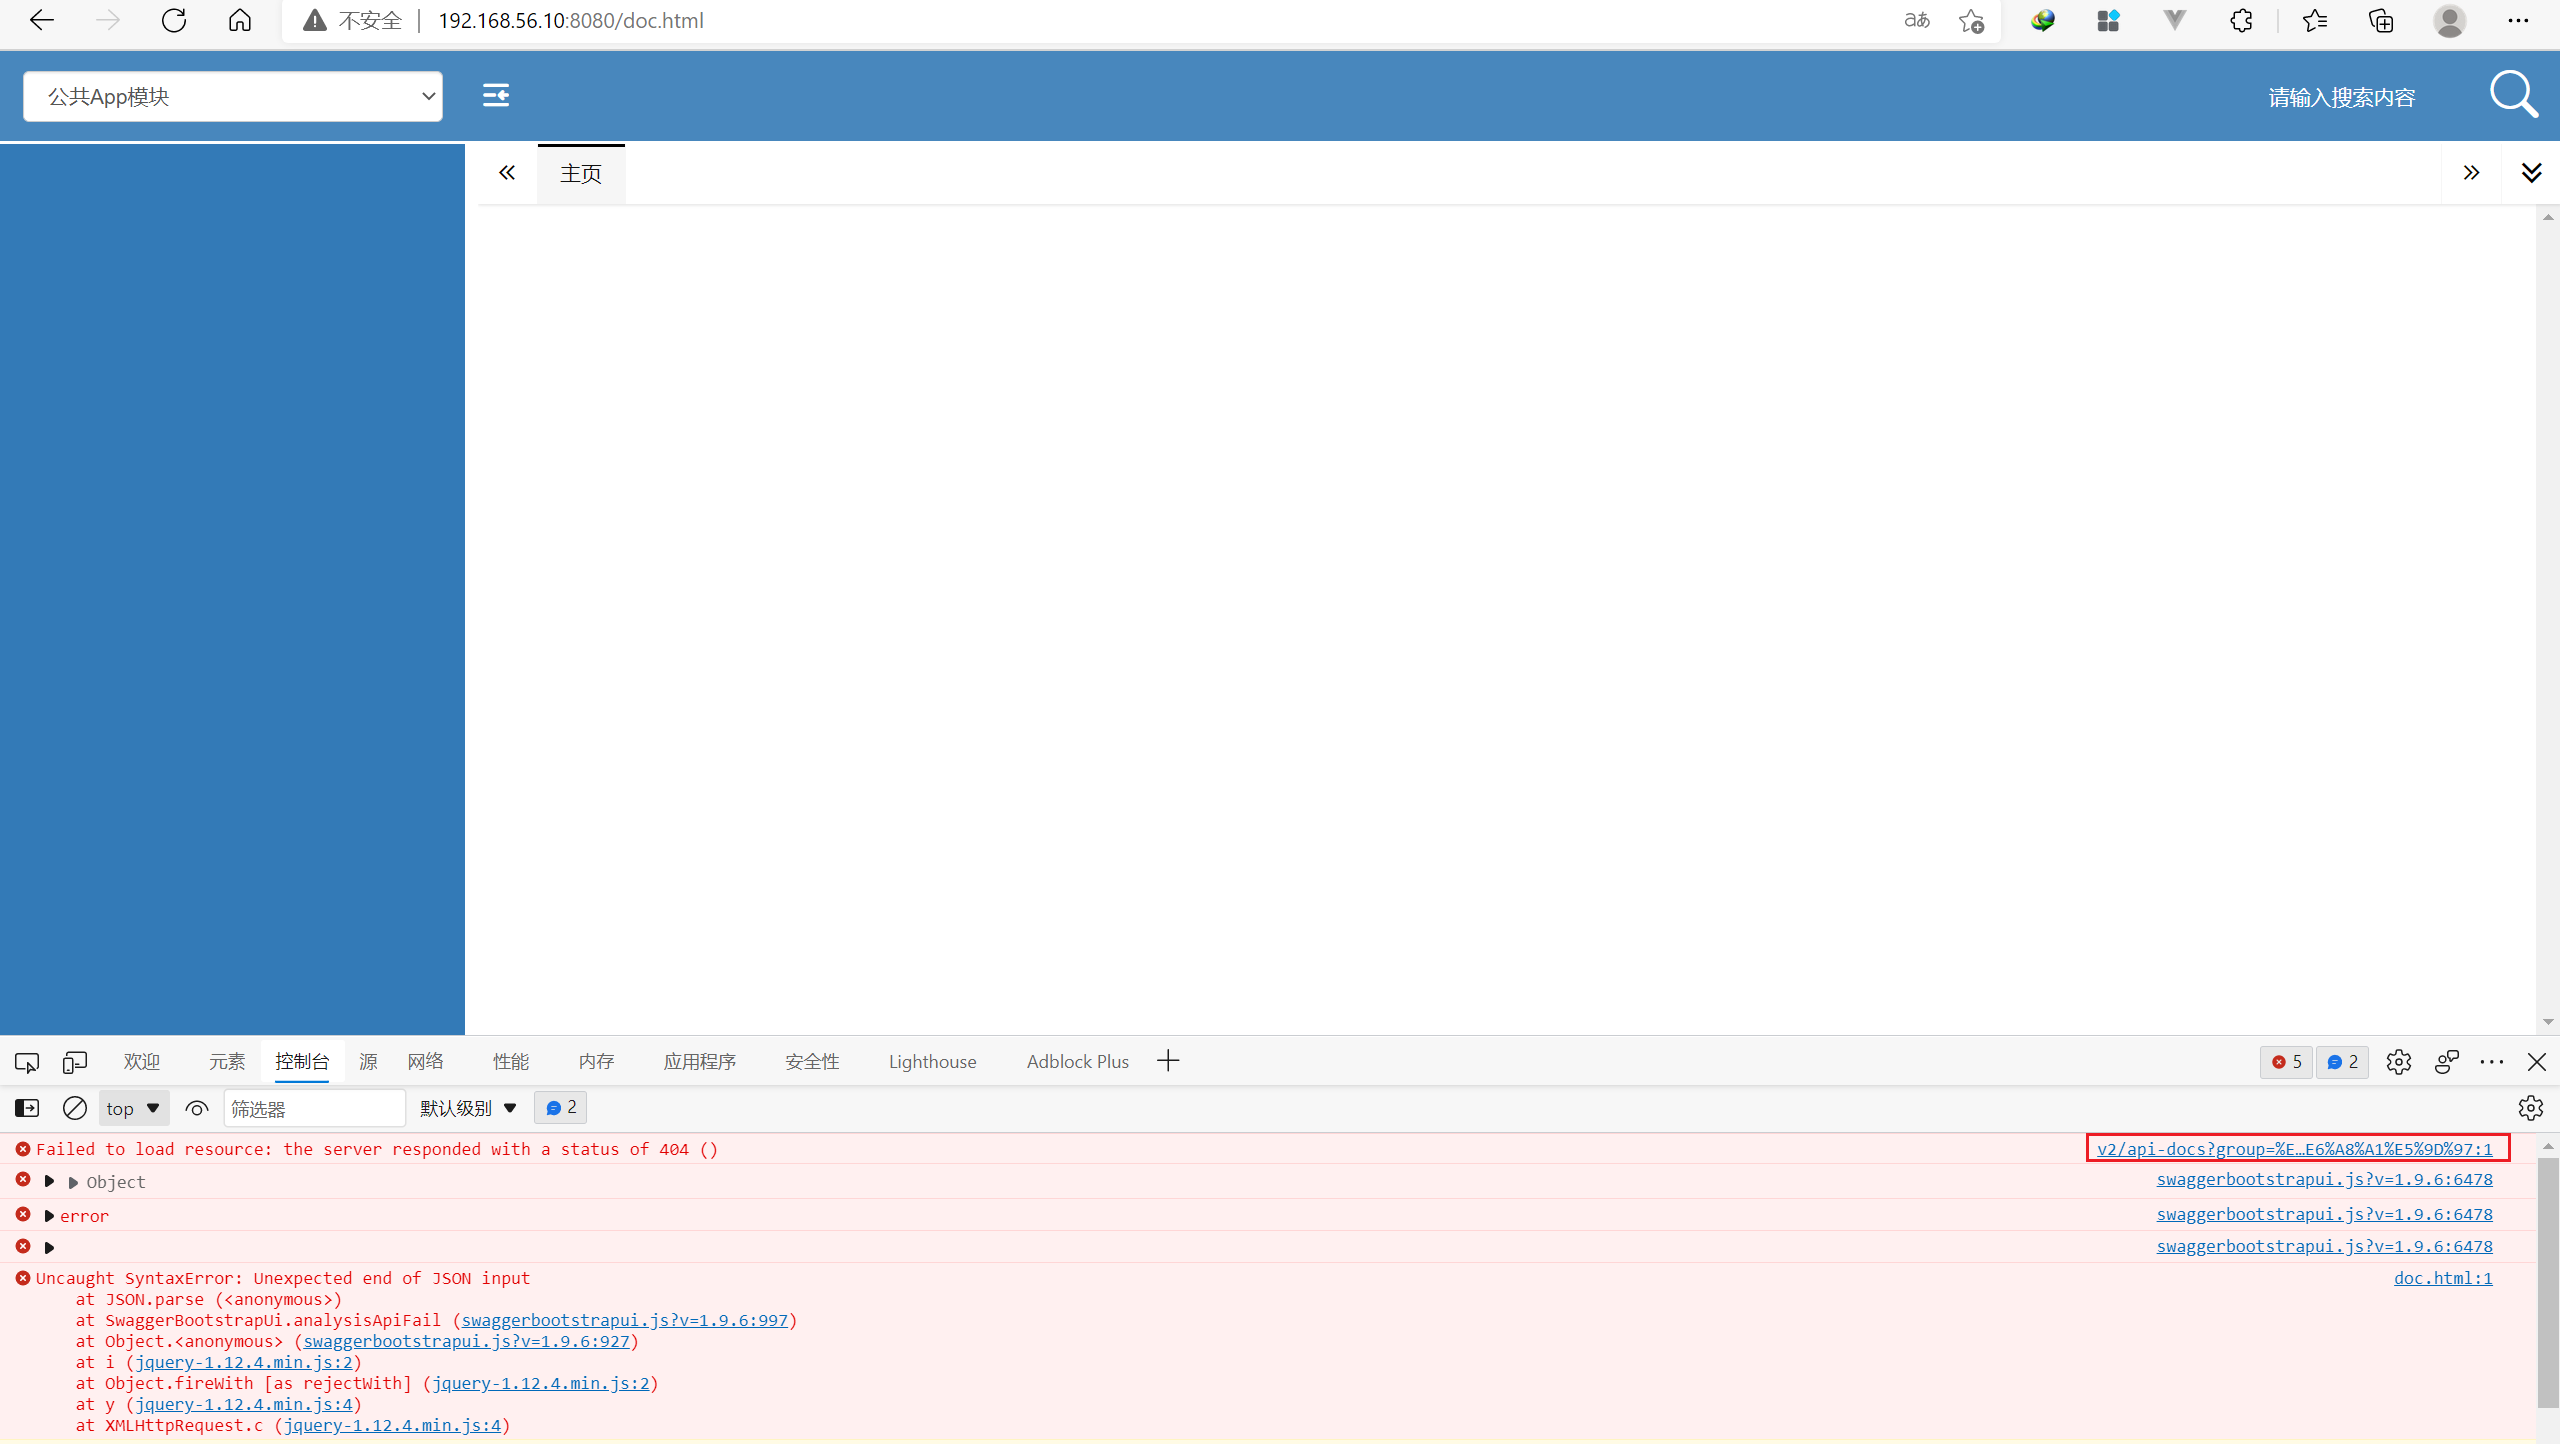 不安全 192.168.56.10:8080/doc.html aあ
公共App模块 请输入搜索内容
主页
欢迎 元素 控制台 源 网络 性能 内存 应用程序 安全性 Lighthouse Adblock Plus 5 2
top 筛选器 默认级别 2
Failed to load resource: the server responded with a status of 404 () v2/api-docs?group=%E…E6%A8%A1%E5%9D%97:1
Object swaggerbootstrapui.js?v=1.9.6:6478
error swaggerbootstrapui.js?v=1.9.6:6478
swaggerbootstrapui.js?v=1.9.6:6478
Uncaught SyntaxError: Unexpected end of JSON input doc.html:1
at JSON.parse (<anonymous>)
at SwaggerBootstrapUi.analysisApiFail (swaggerbootstrapui.js?v=1.9.6:997)
at Object.<anonymous> (swaggerbootstrapui.js?v=1.9.6:927)
at i (jquery-1.12.4.min.js:2)
at Object.fireWith [as rejectWith] (jquery-1.12.4.min.js:2)
at y (jquery-1.12.4.min.js:4)
at XMLHttpRequest.c (jquery-1.12.4.min.js:4)